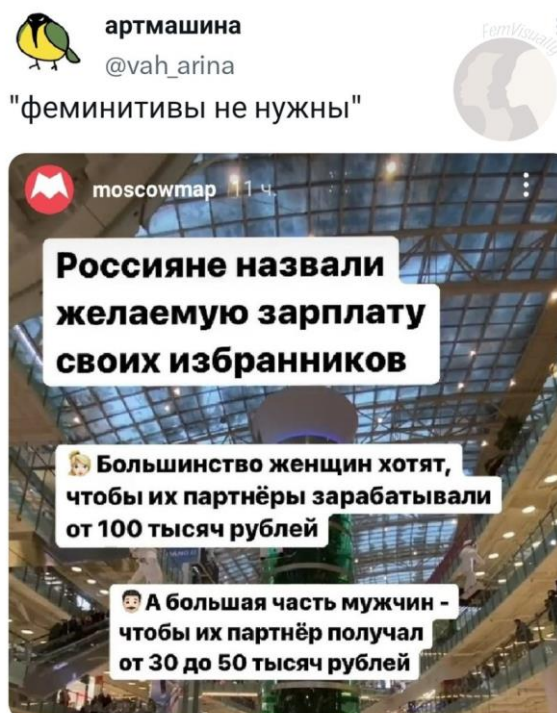 артмашина
@vah_arina
FemVisually
"феминитивы не нужны"
moscowmap 11 ч.
Россияне назвали
желаемую зарплату
своих избранников
Большинство женщин хотят,
чтобы их партнёры зарабатывали
от 100 тысяч рублей
А большая часть мужчин -
чтобы их партнёр получал
от 30 до 50 тысяч рублей